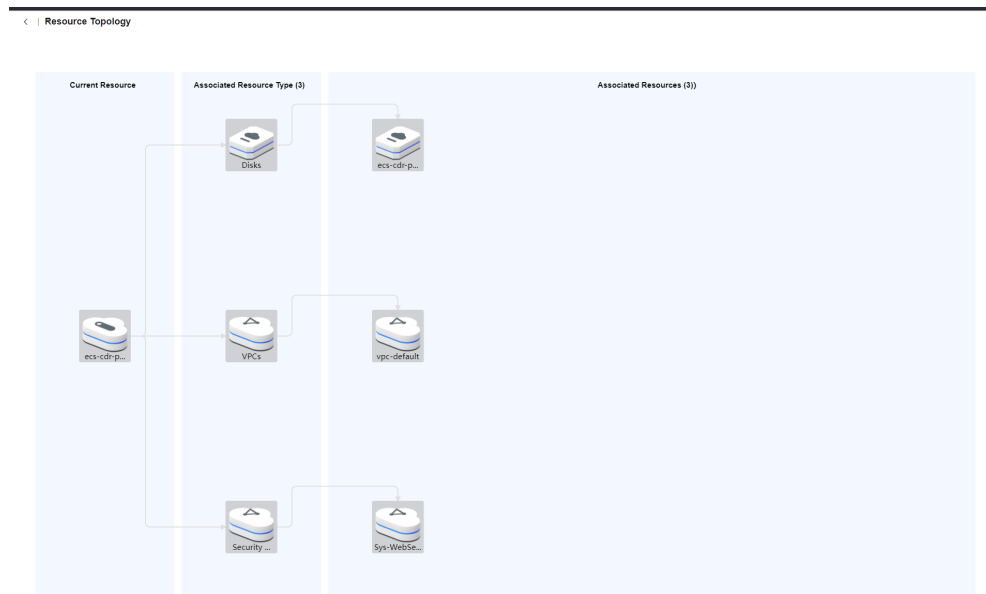 < | Resource Topology
Current Resource
Associated Resource Type (3)
Associated Resources (3))
Disks
ecs-cdr-p...
ecs-cdr-p...
VPCs
vpc-default
Security ...
Sys-WebSe...